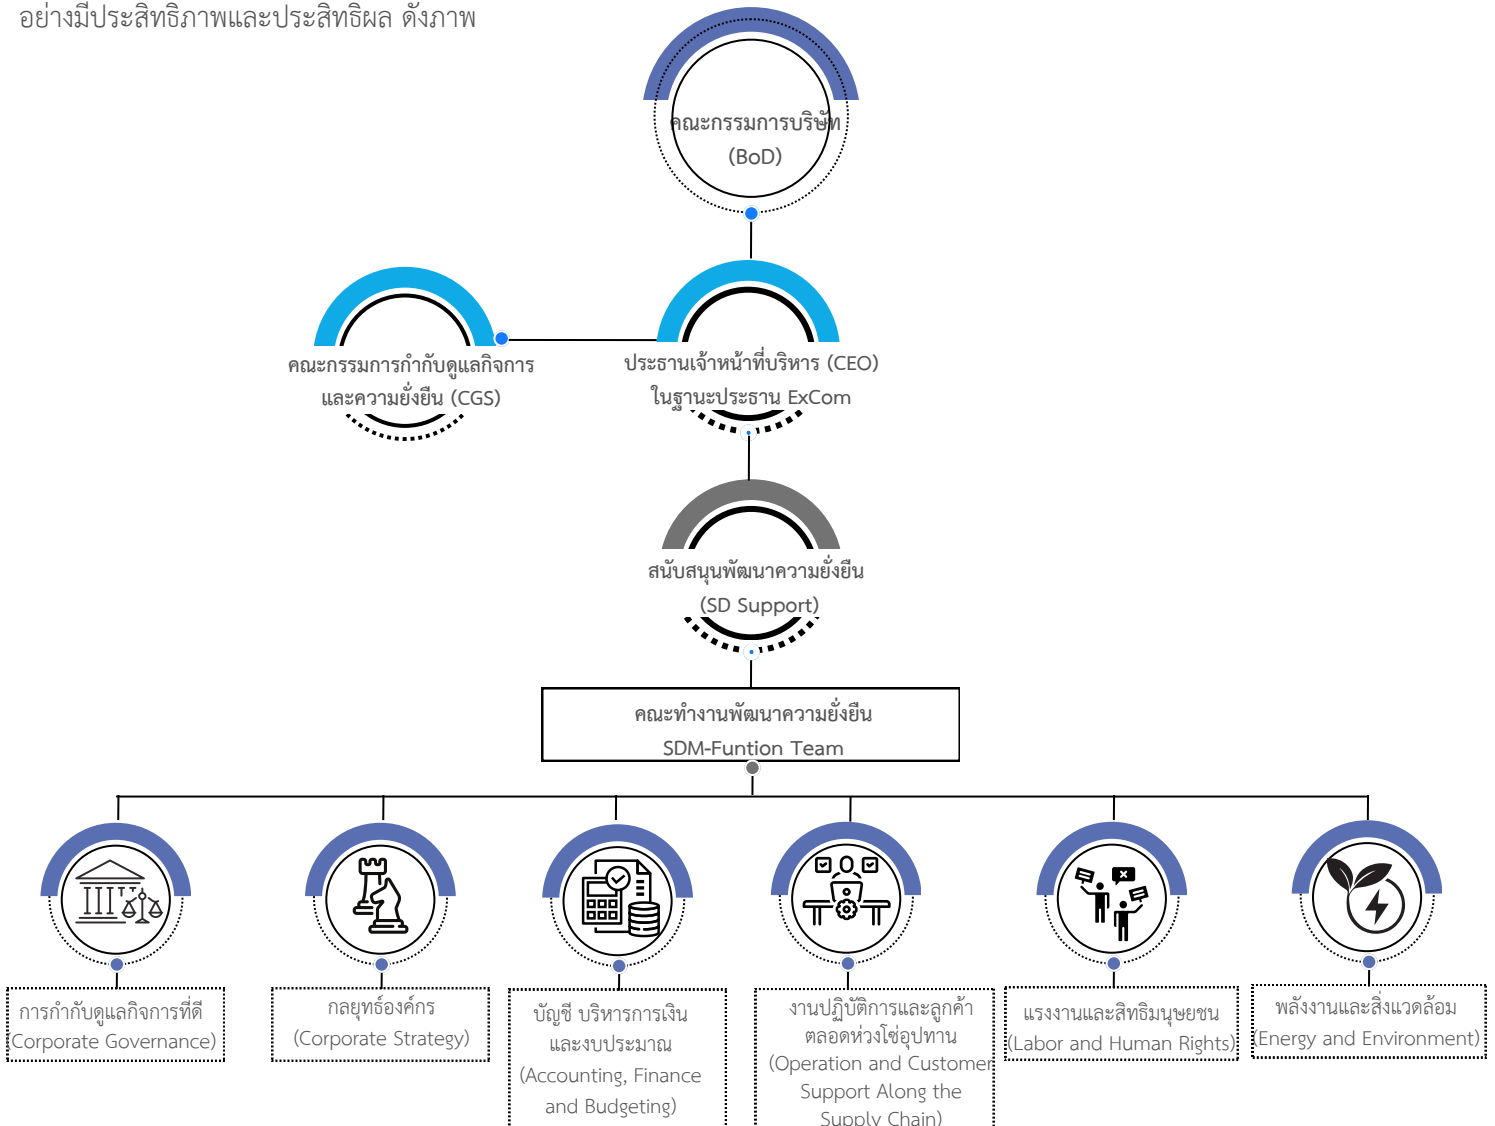 อย่างมีประสิทธิภาพและประสิทธิผล ดังภาพ
คณะกรรมการบริษัท
(BoD)
คณะกรรมการกำกับดูแลกิจการ
และความยั่งยืน (CGS)
ประธานเจ้าหน้าที่บริหาร (CEO)
ในฐานะประธาน ExCom
สนับสนุนพัฒนาความยั่งยืน
(SD Support)
คณะทำงานพัฒนาความยั่งยืน
SDM-Funtion Team
การกำกับดูแลกิจการที่ดี
(Corporate Governance)
กลยุทธ์องค์กร
(Corporate Strategy)
บัญชี บริหารการเงิน
และงบประมาณ
(Accounting, Finance
and Budgeting)
งานปฏิบัติการและลูกค้า
ตลอดห่วงโซ่อุปทาน
(Operation and Customer
Support Along the
Supply Chain)
แรงงานและสิทธิมนุษยชน
(Labor and Human Rights)
พลังงานและสิ่งแวดล้อม
(Energy and Environment)